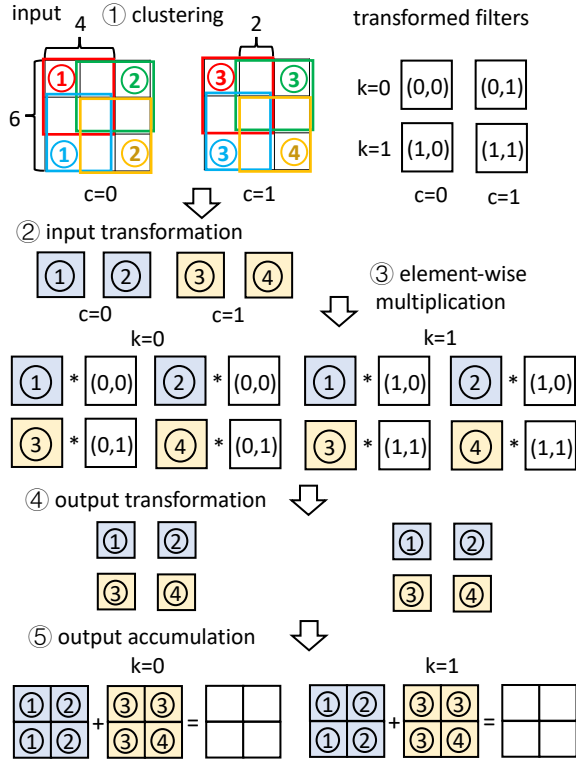 input ① clustering transformed filters
4 2
① ② ③ ③
k=0 (0,0) (0,1)
6
① ② ③ ④
k=1 (1,0) (1,1)
c=0 c=1 c=0 c=1
② input transformation
① ② ③ ④
③ element-wise
multiplication
c=0 c=1
k=0 k=1
① * (0,0) ② * (0,0) ① * (1,0) ② * (1,0)
③ * (0,1) ④ * (0,1) ③ * (1,1) ④ * (1,1)
④ output transformation
① ② ① ②
③ ④ ③ ④
⑤ output accumulation
k=0 k=1
① ② ③ ③ ① ② ③ ③
+ = + =
① ② ③ ④ ① ② ③ ④